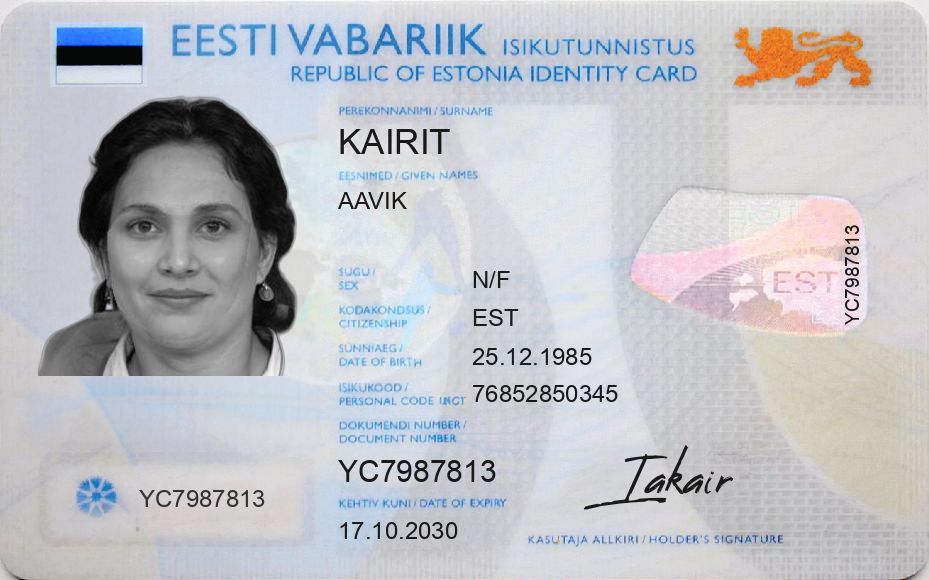 EESTI VABARIIK ISIKUTUNNISTUS
REPUBLIC OF ESTONIA IDENTITY CARD
PEREKONNANIMI / SURNAME
KAIRIT
EESNIMED / GIVEN NAMES
AAVIK
SUGU / SEX
N/F
KODAKONDSUS / CITIZENSHIP
EST
SÜNNIAEG / DATE OF BIRTH
25.12.1985
ISIKUKOOD / PERSONAL CODE
76852850345
DOKUMENDI NUMBER / DOCUMENT NUMBER
YC7987813
KEHTIV KUNI / DATE OF EXPIRY
17.10.2030
YC7987813
EST
YC7987813
Iakair
KASUTAJA ALLKIRI / HOLDER'S SIGNATURE